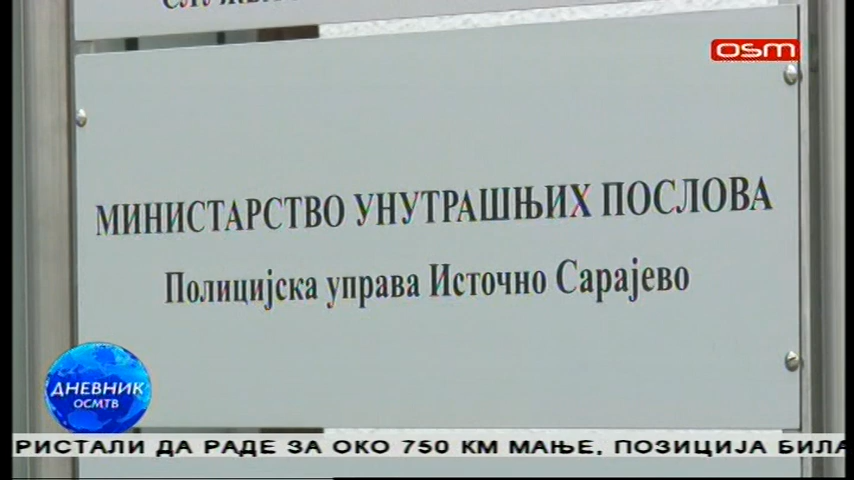 OSM
МИНИСТАРСТВО УНУТРАШЊИХ ПОСЛОВА
Полицијска управа Источно Сарајево
ДНЕВНИК
ОСМТВ
РИСТАЛИ ДА РАДЕ ЗА ОКО 750 КМ МАЊЕ, ПОЗИЦИЈА БИЛА